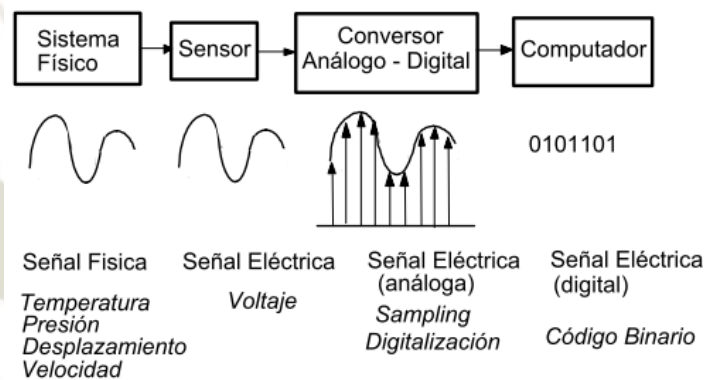 Sistema
Físico
Sensor
Conversor
Análogo - Digital
Computador
0101101
Señal Fisica
Señal Eléctrica
Señal Eléctrica
(análoga)
Señal Eléctrica
(digital)
Temperatura
Presión
Desplazamiento
Velocidad
Voltaje
Sampling
Digitalización
Código Binario